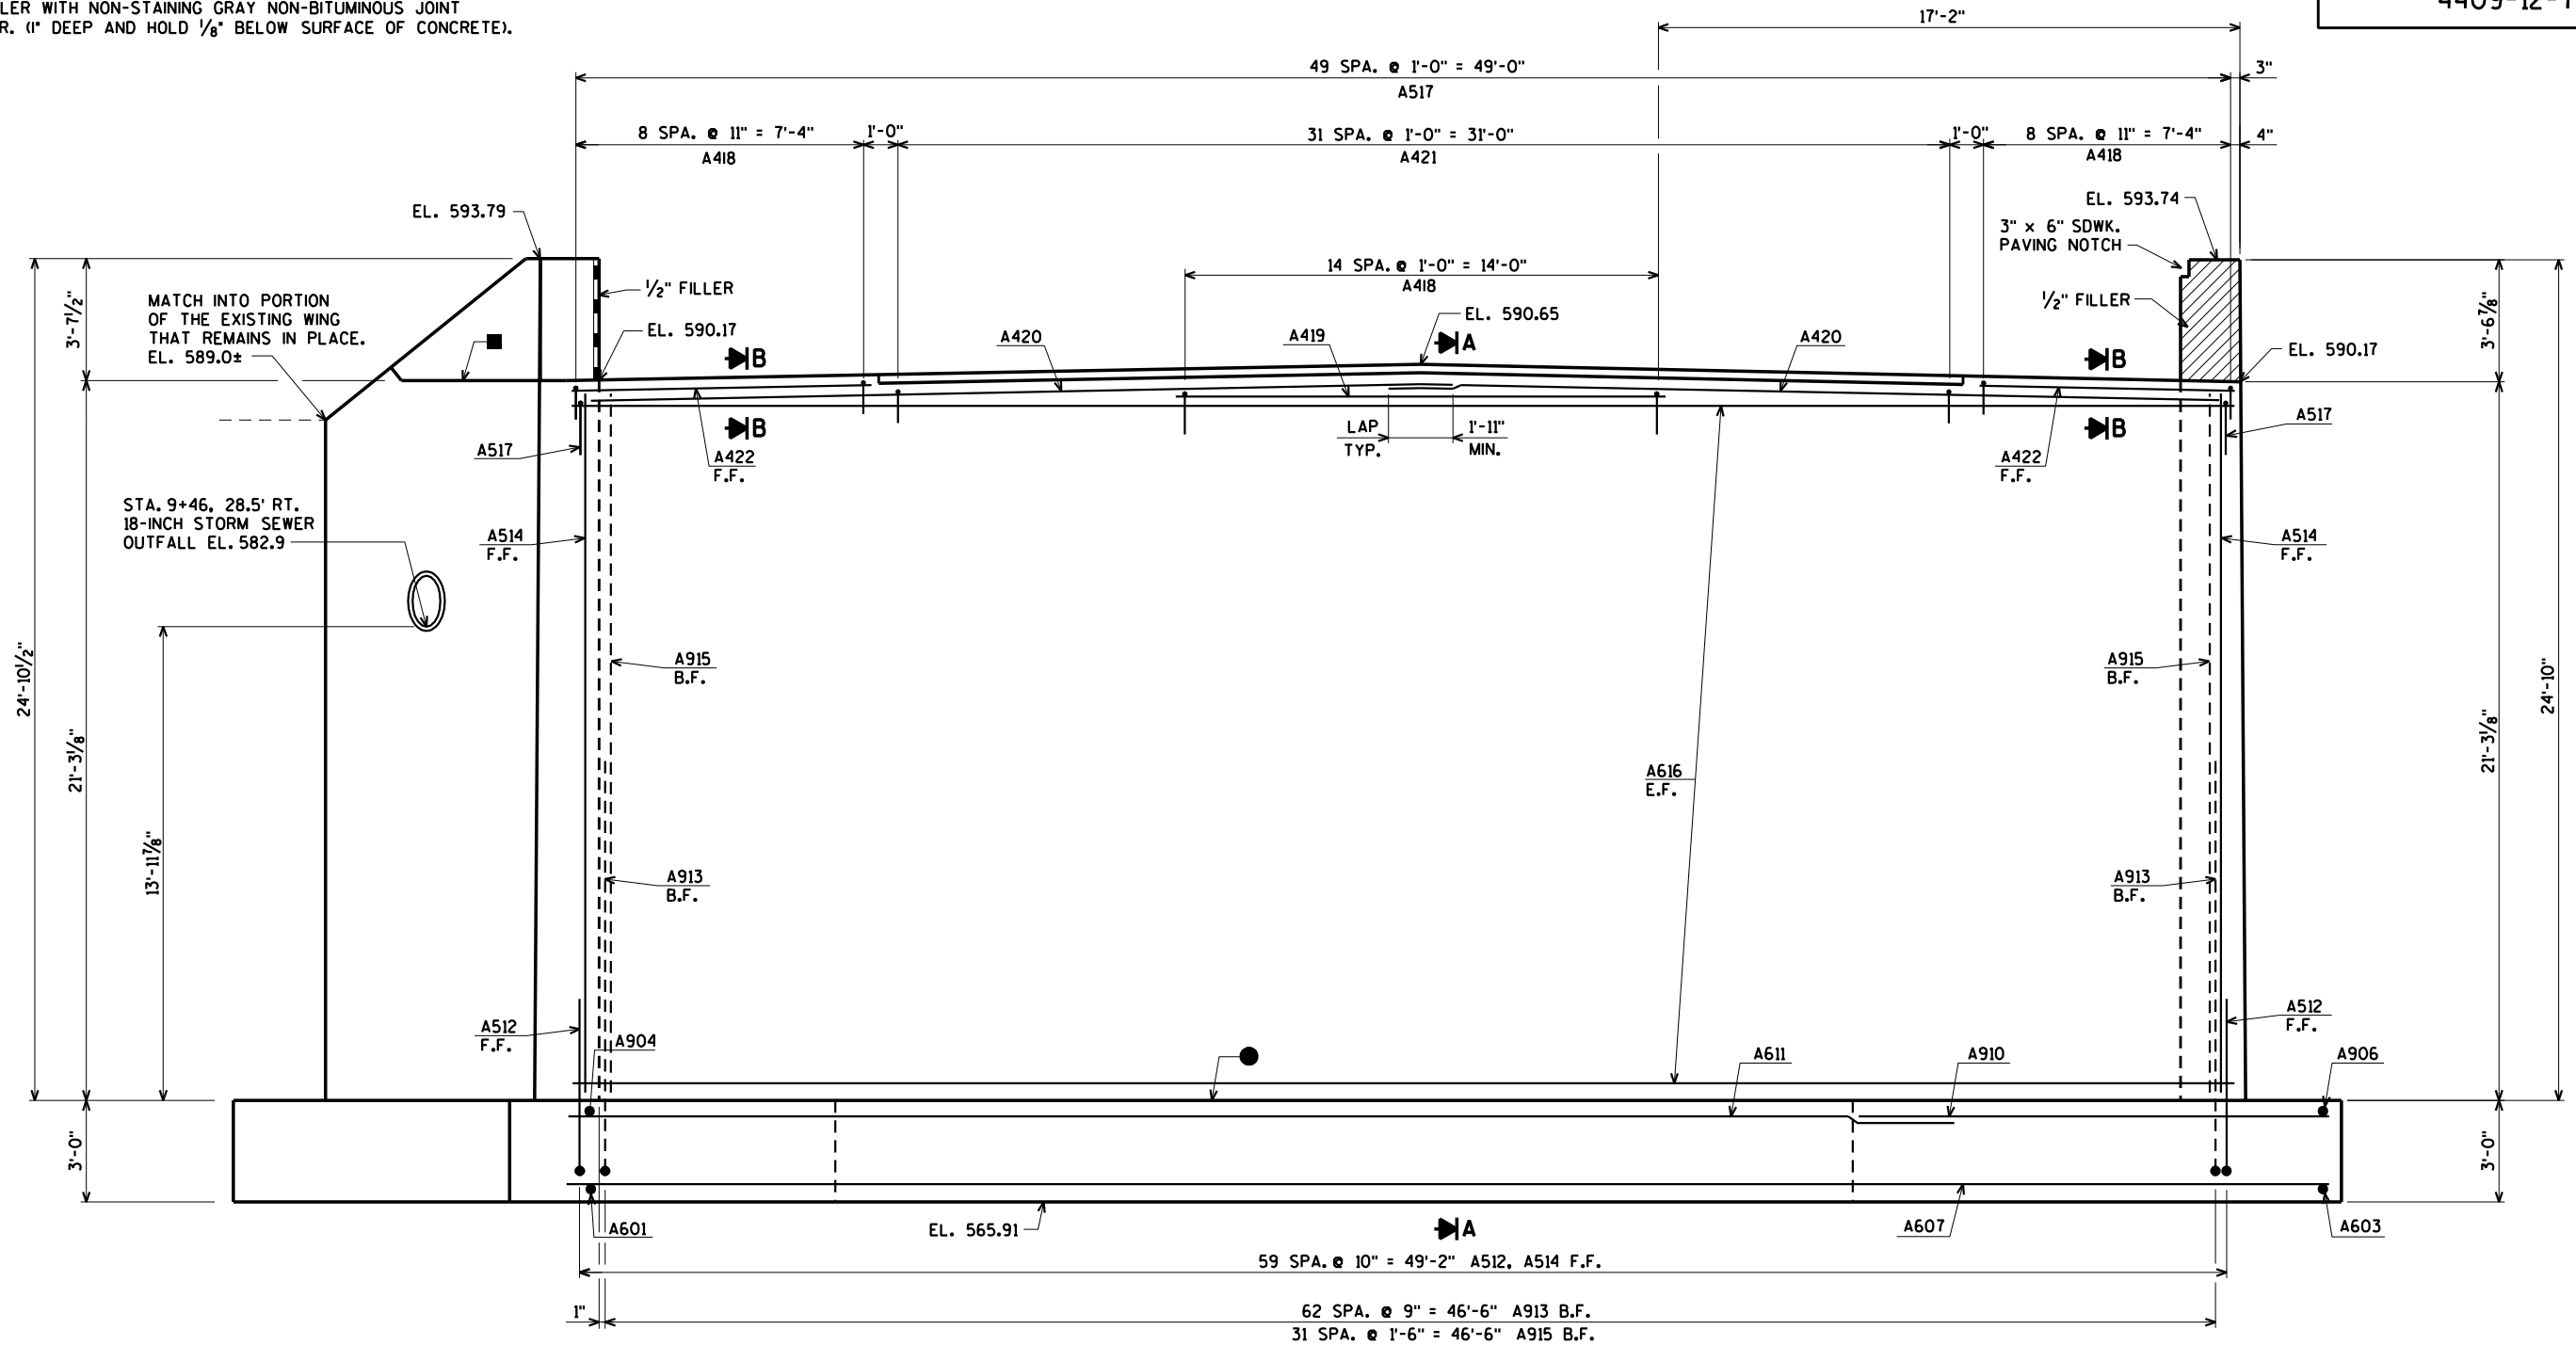 LER WITH NON-STAINING GRAY NON-BITUMINOUS JOINT
R. (1" DEEP AND HOLD 1/8" BELOW SURFACE OF CONCRETE).
4409-12-7
17'-2"
49 SPA. @ 1'-0" = 49'-0"
3"
A517
8 SPA. @ 11" = 7'-4"
1'-0"
31 SPA. @ 1'-0" = 31'-0"
1'-0"
8 SPA. @ 11" = 7'-4"
4"
A418
A421
A418
EL. 593.79
EL. 593.74
3" x 6" SDWK.
PAVING NOTCH
14 SPA. @ 1'-0" = 14'-0"
A418
1/2" FILLER
1/2" FILLER
MATCH INTO PORTION
OF THE EXISTING WING
THAT REMAINS IN PLACE.
EL. 589.0±
3'-7 1/2"
3'-6 7/8"
EL. 590.17
EL. 590.65
A420
A419
A
A420
B
B
EL. 590.17
B
B
A517
A422
F.F.
LAP
TYP.
1'-11"
MIN.
A422
F.F.
A517
STA. 9+46, 28.5' RT.
18-INCH STORM SEWER
OUTFALL EL. 582.9
A514
F.F.
A514
F.F.
24'-10 1/2"
21'-3 1/8"
13'-11 7/8"
A915
B.F.
A915
B.F.
24'-10"
21'-3 1/8"
A616
E.F.
A913
B.F.
A913
B.F.
A512
F.F.
A904
A611
A910
A512
F.F.
A906
3'-0"
3'-0"
A601
EL. 565.91
A
A607
A603
59 SPA. @ 10" = 49'-2" A512, A514 F.F.
1"
62 SPA. @ 9" = 46'-6" A913 B.F.
31 SPA. @ 1'-6" = 46'-6" A915 B.F.